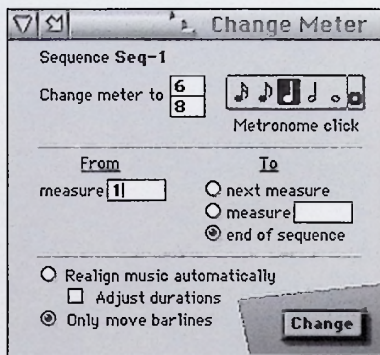 Change Meter
Sequence Seq-1
Change meter to 6
8
Metronome click
From To
measure 1 next measure
measure
end of sequence
Realign music automatically
Adjust durations
Only move barlines
Change